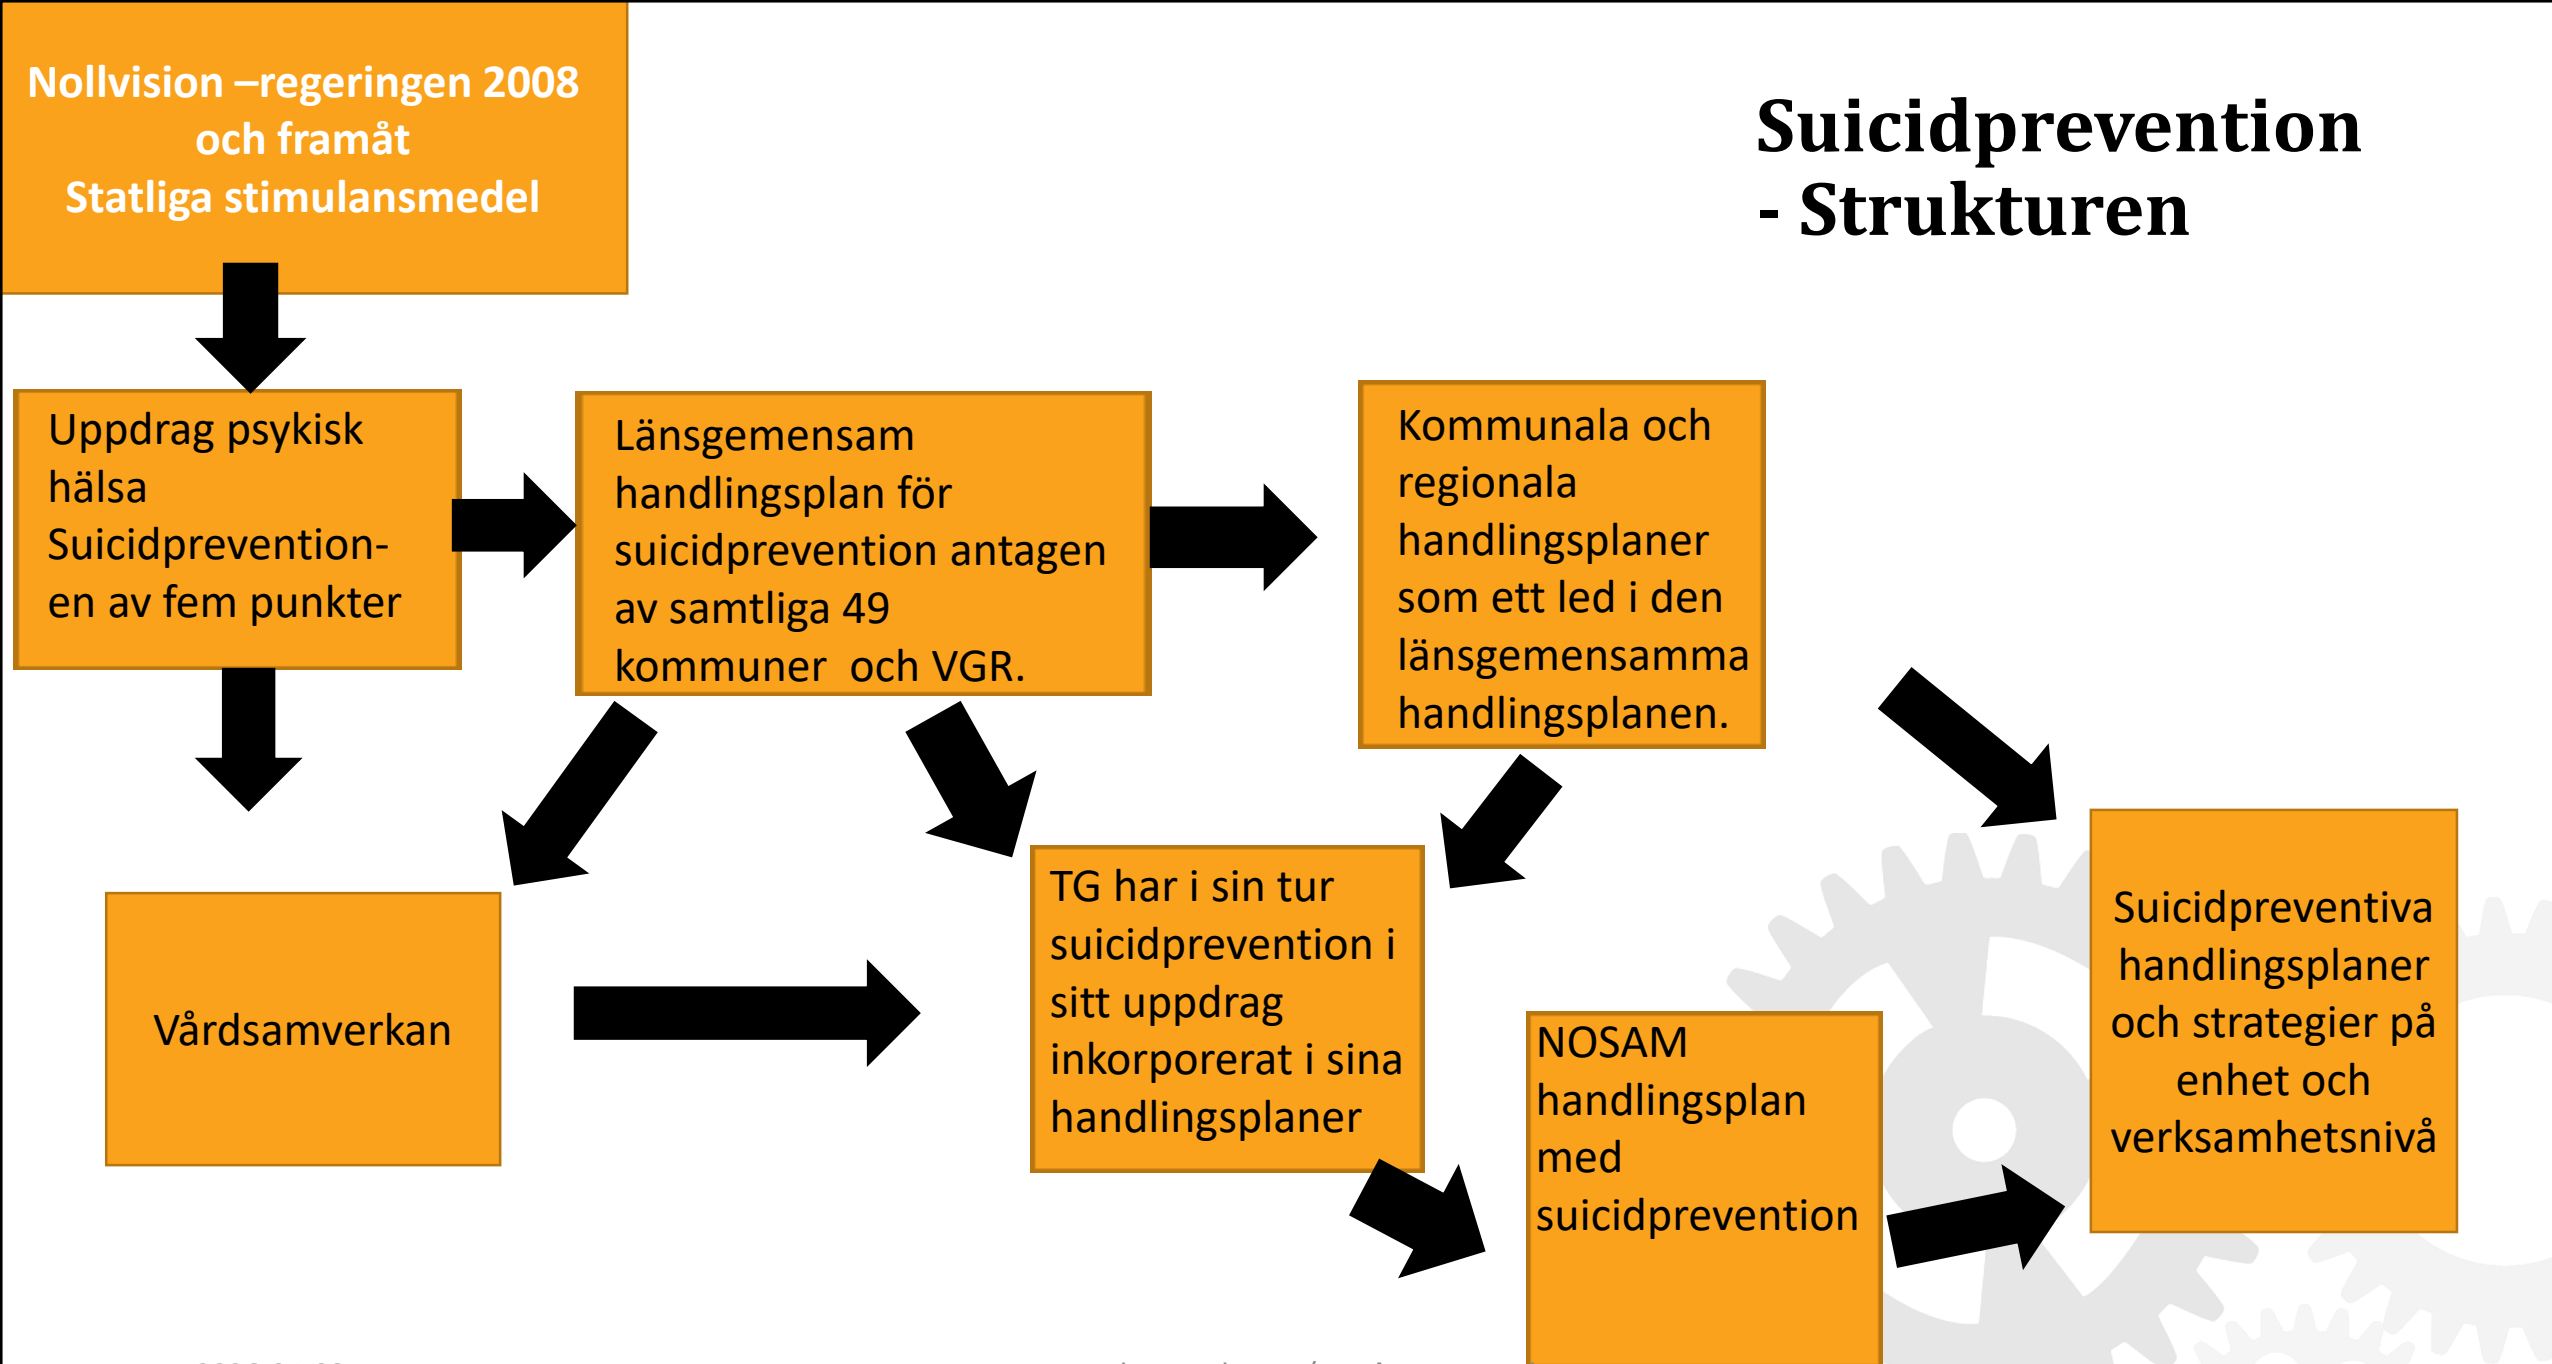 Nollvision –regeringen 2008
och framåt
Statliga stimulansmedel
Suicidprevention
- Strukturen
Uppdrag psykisk
hälsa
Suicidprevention-
en av fem punkter
Länsgemensam
handlingsplan för
suicidprevention antagen
av samtliga 49
kommuner och VGR.
Kommunala och
regionala
handlingsplaner
som ett led i den
länsgemensamma
handlingsplanen.
Vårdsamverkan
TG har i sin tur
suicidprevention i
sitt uppdrag
inkorporerat i sina
handlingsplaner
NOSAM
handlingsplan
med
suicidprevention
Suicidpreventiva
handlingsplaner
och strategier på
enhet och
verksamhetsnivå